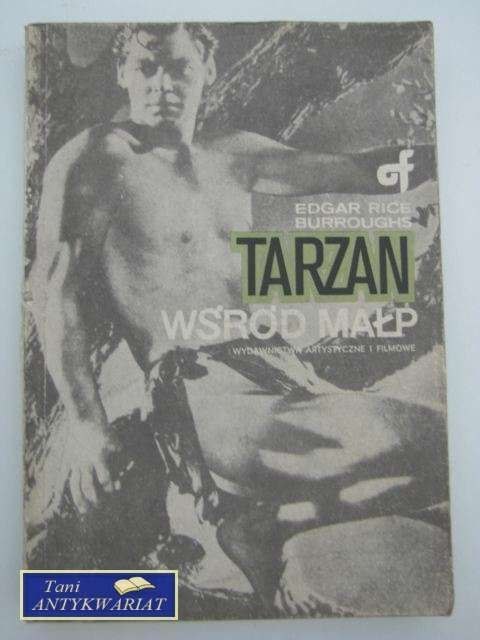 af
EDGAR RICE
BURROUGHS
TARZAN
WŚRÓD MAŁP
WYDAWNICTWA ARTYSTYCZNE I FILMOWE
Tani
ANTYKWARIAT